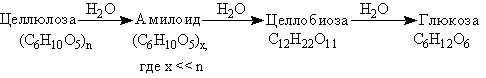 H₂O H₂O H₂O
Целлюлоза Амилоид Целлобиоза Глюкоза
(C₆H₁₀O₅)ₙ (C₆H₁₀O₅)ₓ, C₁₂H₂₂O₁₁ C₆H₁₂O₆
где x << n